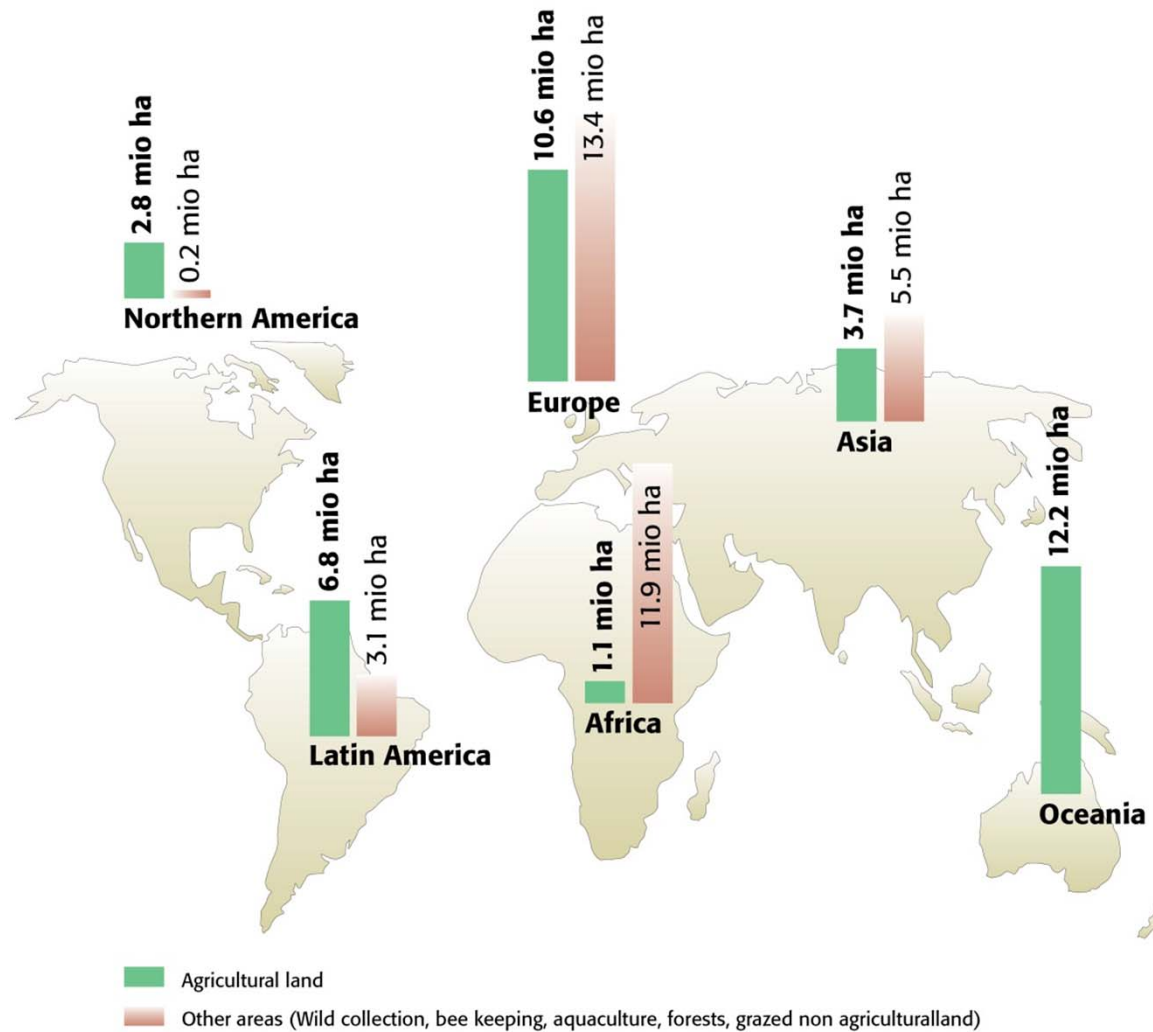 2.8 mio ha
0.2 mio ha
Northern America
10.6 mio ha
13.4 mio ha
Europe
3.7 mio ha
5.5 mio ha
Asia
6.8 mio ha
3.1 mio ha
Latin America
1.1 mio ha
11.9 mio ha
Africa
12.2 mio ha
Oceania
Agricultural land
Other areas (Wild collection, bee keeping, aquaculture, forests, grazed non agriculturalland)